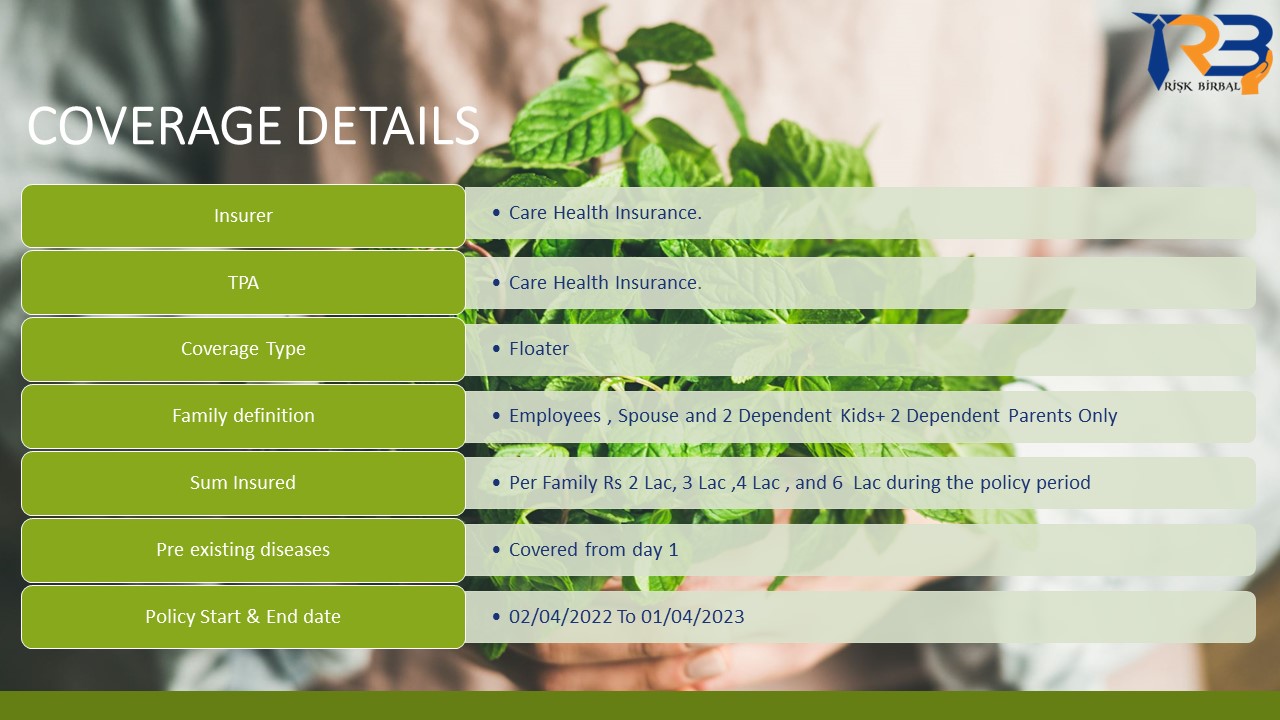 RISK BIRBAL
COVERAGE DETAILS
Insurer
• Care Health Insurance.
TPA
• Care Health Insurance.
Coverage Type
• Floater
Family definition
• Employees , Spouse and 2 Dependent Kids+ 2 Dependent Parents Only
Sum Insured
• Per Family Rs 2 Lac, 3 Lac ,4 Lac , and 6 Lac during the policy period
Pre existing diseases
• Covered from day 1
Policy Start & End date
• 02/04/2022 To 01/04/2023